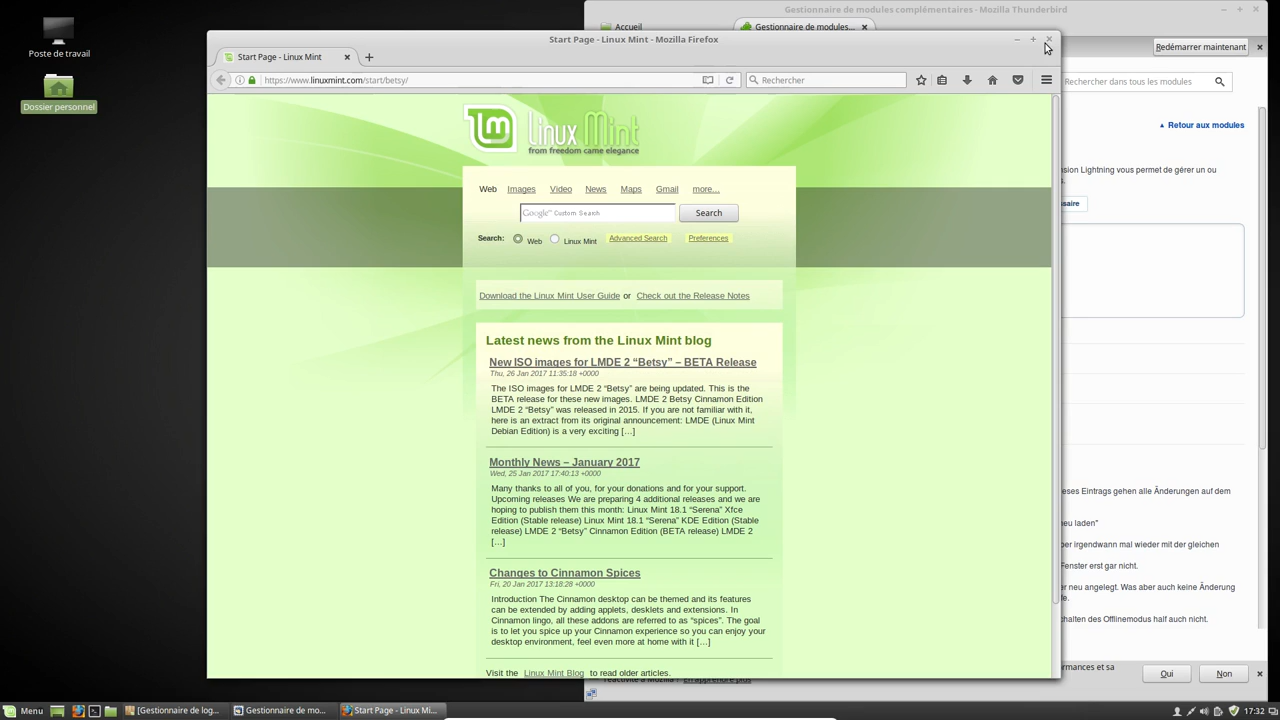 Gestionnaire de modules complémentaires - Mozilla Thunderbird
Poste de travail
Dossier personnel
Accueil
Gestionnaire de modules...
Start Page - Linux Mint - Mozilla Firefox
Redémarrer maintenant
Start Page - Linux Mint
https://www.linuxmint.com/start/betsy/
Rechercher
Rechercher dans tous les modules
Linux Mint
from freedom came elegance
Retour aux modules
nsion Lightning vous permet de gérer un ou
s.
ssaire
Web Images Video News Maps Gmail more...
Google™ Custom Search
Search
Search: Web Linux Mint Advanced Search Preferences
Download the Linux Mint User Guide or Check out the Release Notes
Latest news from the Linux Mint blog
New ISO images for LMDE 2 “Betsy” – BETA Release
Thu, 26 Jan 2017 11:35:18 +0000
The ISO images for LMDE 2 “Betsy” are being updated. This is the
BETA release for these new images. LMDE 2 Betsy Cinnamon Edition
LMDE 2 “Betsy” was released in 2015. If you are not familiar with it,
here is an extract from its original announcement: LMDE (Linux Mint
Debian Edition) is a very exciting […]
Monthly News – January 2017
Wed, 25 Jan 2017 17:40:13 +0000
Many thanks to all of you, for your donations and for your support.
Upcoming releases We are preparing 4 additional releases and we are
hoping to publish them this month: Linux Mint 18.1 “Serena” Xfce
Edition (Stable release) Linux Mint 18.1 “Serena” KDE Edition (Stable
release) LMDE 2 “Betsy” Cinnamon Edition (BETA release) LMDE 2
[…]
Changes to Cinnamon Spices
Fri, 20 Jan 2017 13:18:28 +0000
Introduction The Cinnamon desktop can be themed and its features
can be extended by adding applets, desklets and extensions. In
Cinnamon lingo, all these addons are referred to as “spices”. The goal
is to let you spice up your Cinnamon experience so you can enjoy your
desktop environment, feel even more at home with it […]
Visit the Linux Mint Blog to read older articles.
eses Eintrags gehen alle Änderungen auf dem
eu laden"
ber irgendwann mal wieder mit der gleichen
Fenster erst gar nicht.
er neu angelegt. Was aber auch keine Änderung
fe.
chalten des Offlinemodus half auch nicht.
ormances et sa
réactivité à Mozilla ? En apprendre plus
Qui
Non
Menu
[Gestionnaire de log...
Gestionnaire de mo...
Start Page - Linux Mi...
17:32